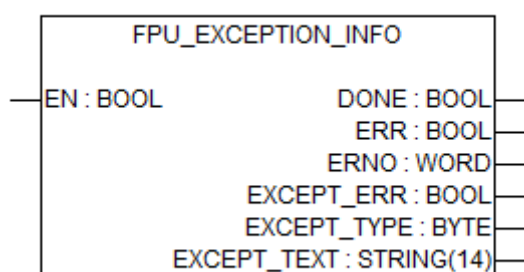 FPU_EXCEPTION_INFO
EN : BOOL DONE : BOOL
ERR : BOOL
ERNO : WORD
EXCEPT_ERR : BOOL
EXCEPT_TYPE : BYTE
EXCEPT_TEXT : STRING(14)